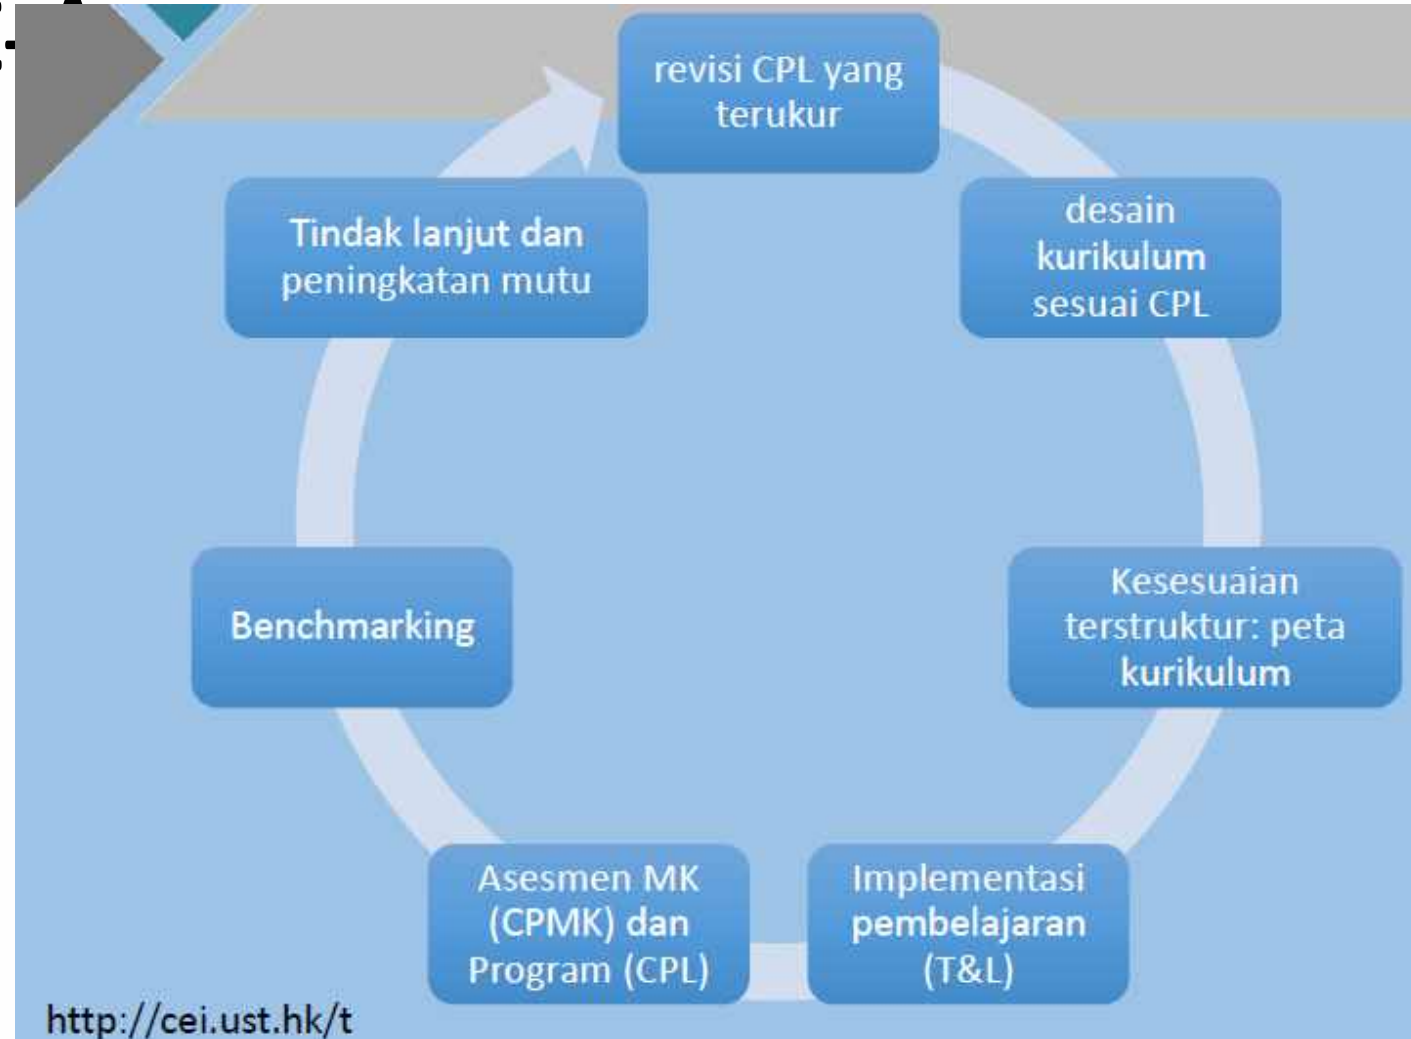 revisi CPL yang
terukur
desain
kurikulum
sesuai CPL
Kesesuaian
terstruktur: peta
kurikulum
Implementasi
pembelajaran
(T&L)
Asesmen MK
(CPMK) dan
Program (CPL)
Benchmarking
Tindak lanjut dan
peningkatan mutu
http://cei.ust.hk/t